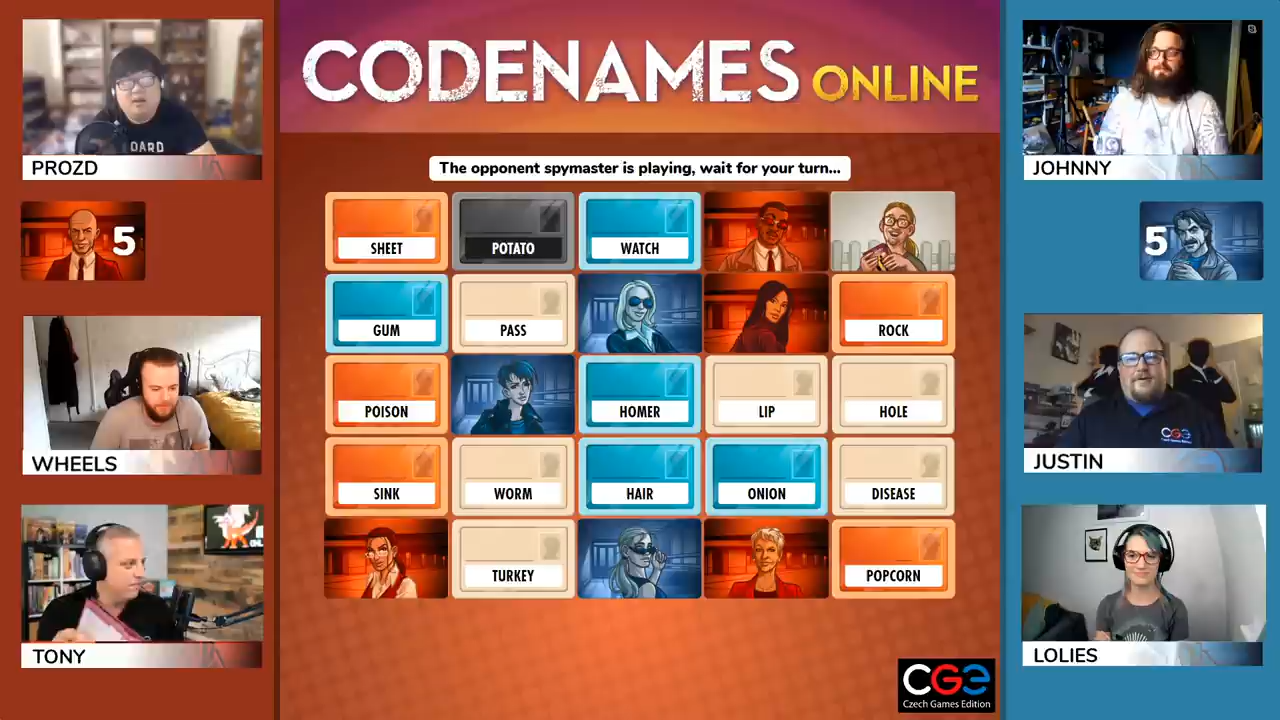 CODENAMES ONLINE
The opponent spymaster is playing, wait for your turn...
OARD
PROZD
5
WHEELS
TONY
SHEET
POTATO
WATCH
GUM
PASS
ROCK
POISON
HOMER
LIP
HOLE
SINK
WORM
HAIR
ONION
DISEASE
TURKEY
POPCORN
JOHNNY
5
CGE
JUSTIN
LOLIES
CGE
Czech Games Edition